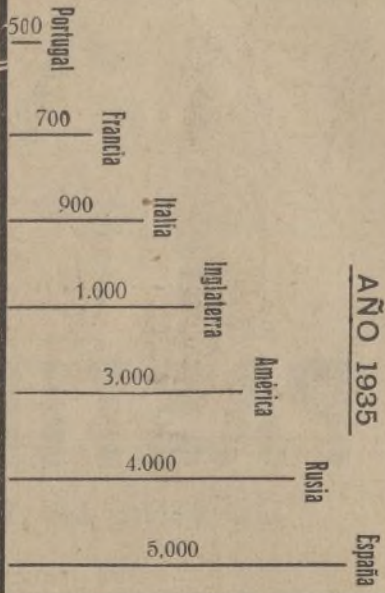 AÑO 1935
500
Portugal
700
Francia
900
Italia
1.000
Inglaterra
3.000
América
4.000
Rusia
5,000
España